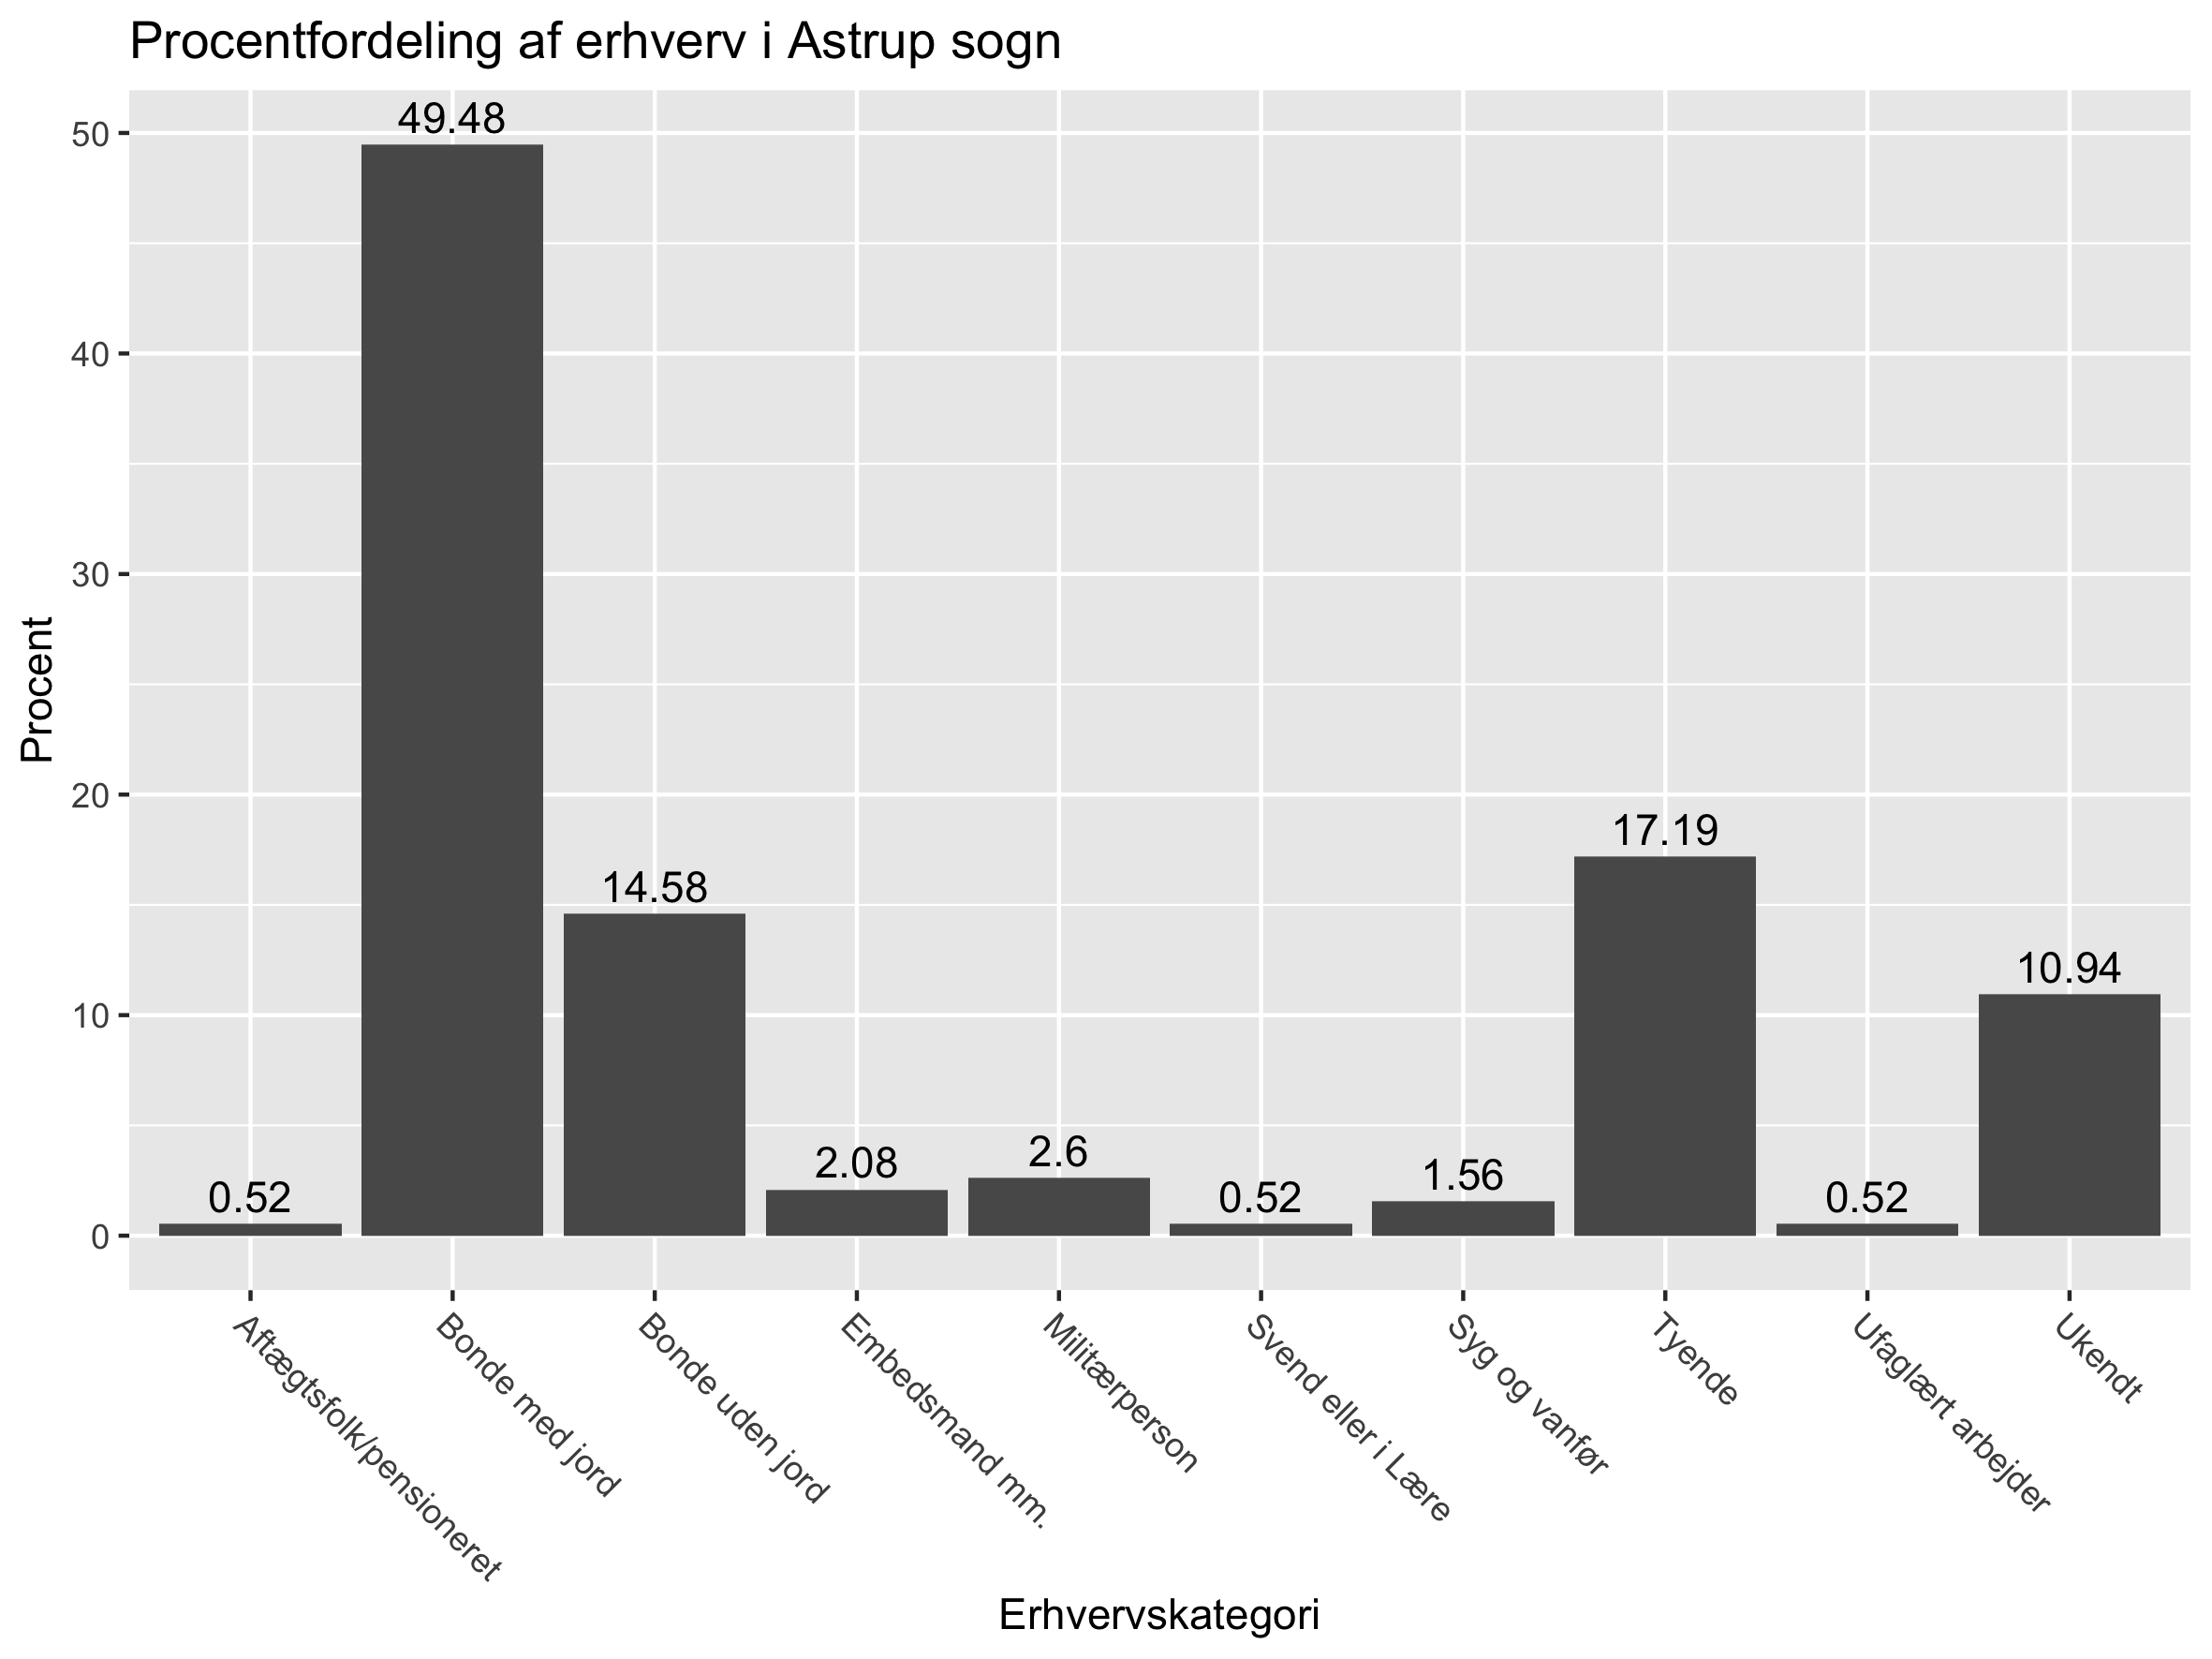 Procentfordeling af erhverv i Astrup sogn
Procent
50
40
30
20
10
0
0.52
49.48
14.58
2.08
2.6
0.52
1.56
17.19
0.52
10.94
Aftægtsfolk/pensioneret
Bonde med jord
Bonde uden jord
Embedsmand mm.
Militærperson
Svend eller i Lære
Syg og vanfør
Tyende
Ufaglært arbejder
Ukendt
Erhvervskategori